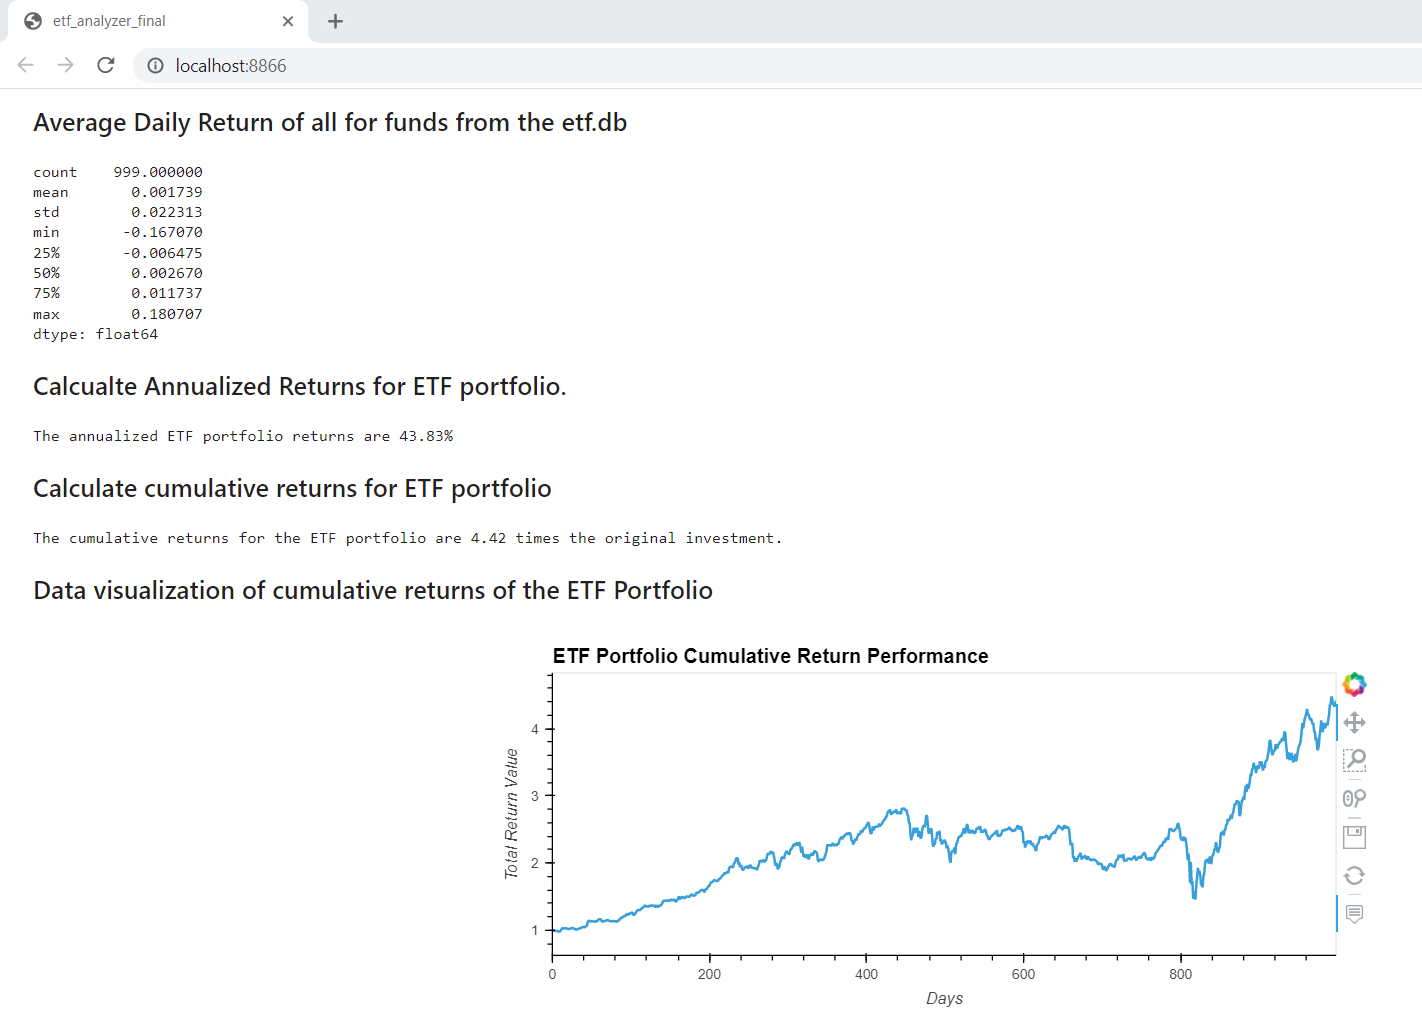 etf_analyzer_final
localhost:8866
Average Daily Return of all for funds from the etf.db
count 999.000000
mean 0.001739
std 0.022313
min -0.167070
25% -0.006475
50% 0.002670
75% 0.011737
max 0.180707
dtype: float64
Calcualte Annualized Returns for ETF portfolio.
The annualized ETF portfolio returns are 43.83%
Calculate cumulative returns for ETF portfolio
The cumulative returns for the ETF portfolio are 4.42 times the original investment.
Data visualization of cumulative returns of the ETF Portfolio
ETF Portfolio Cumulative Return Performance
Total Return Value
4
3
2
1
0 200 400 600 800
Days